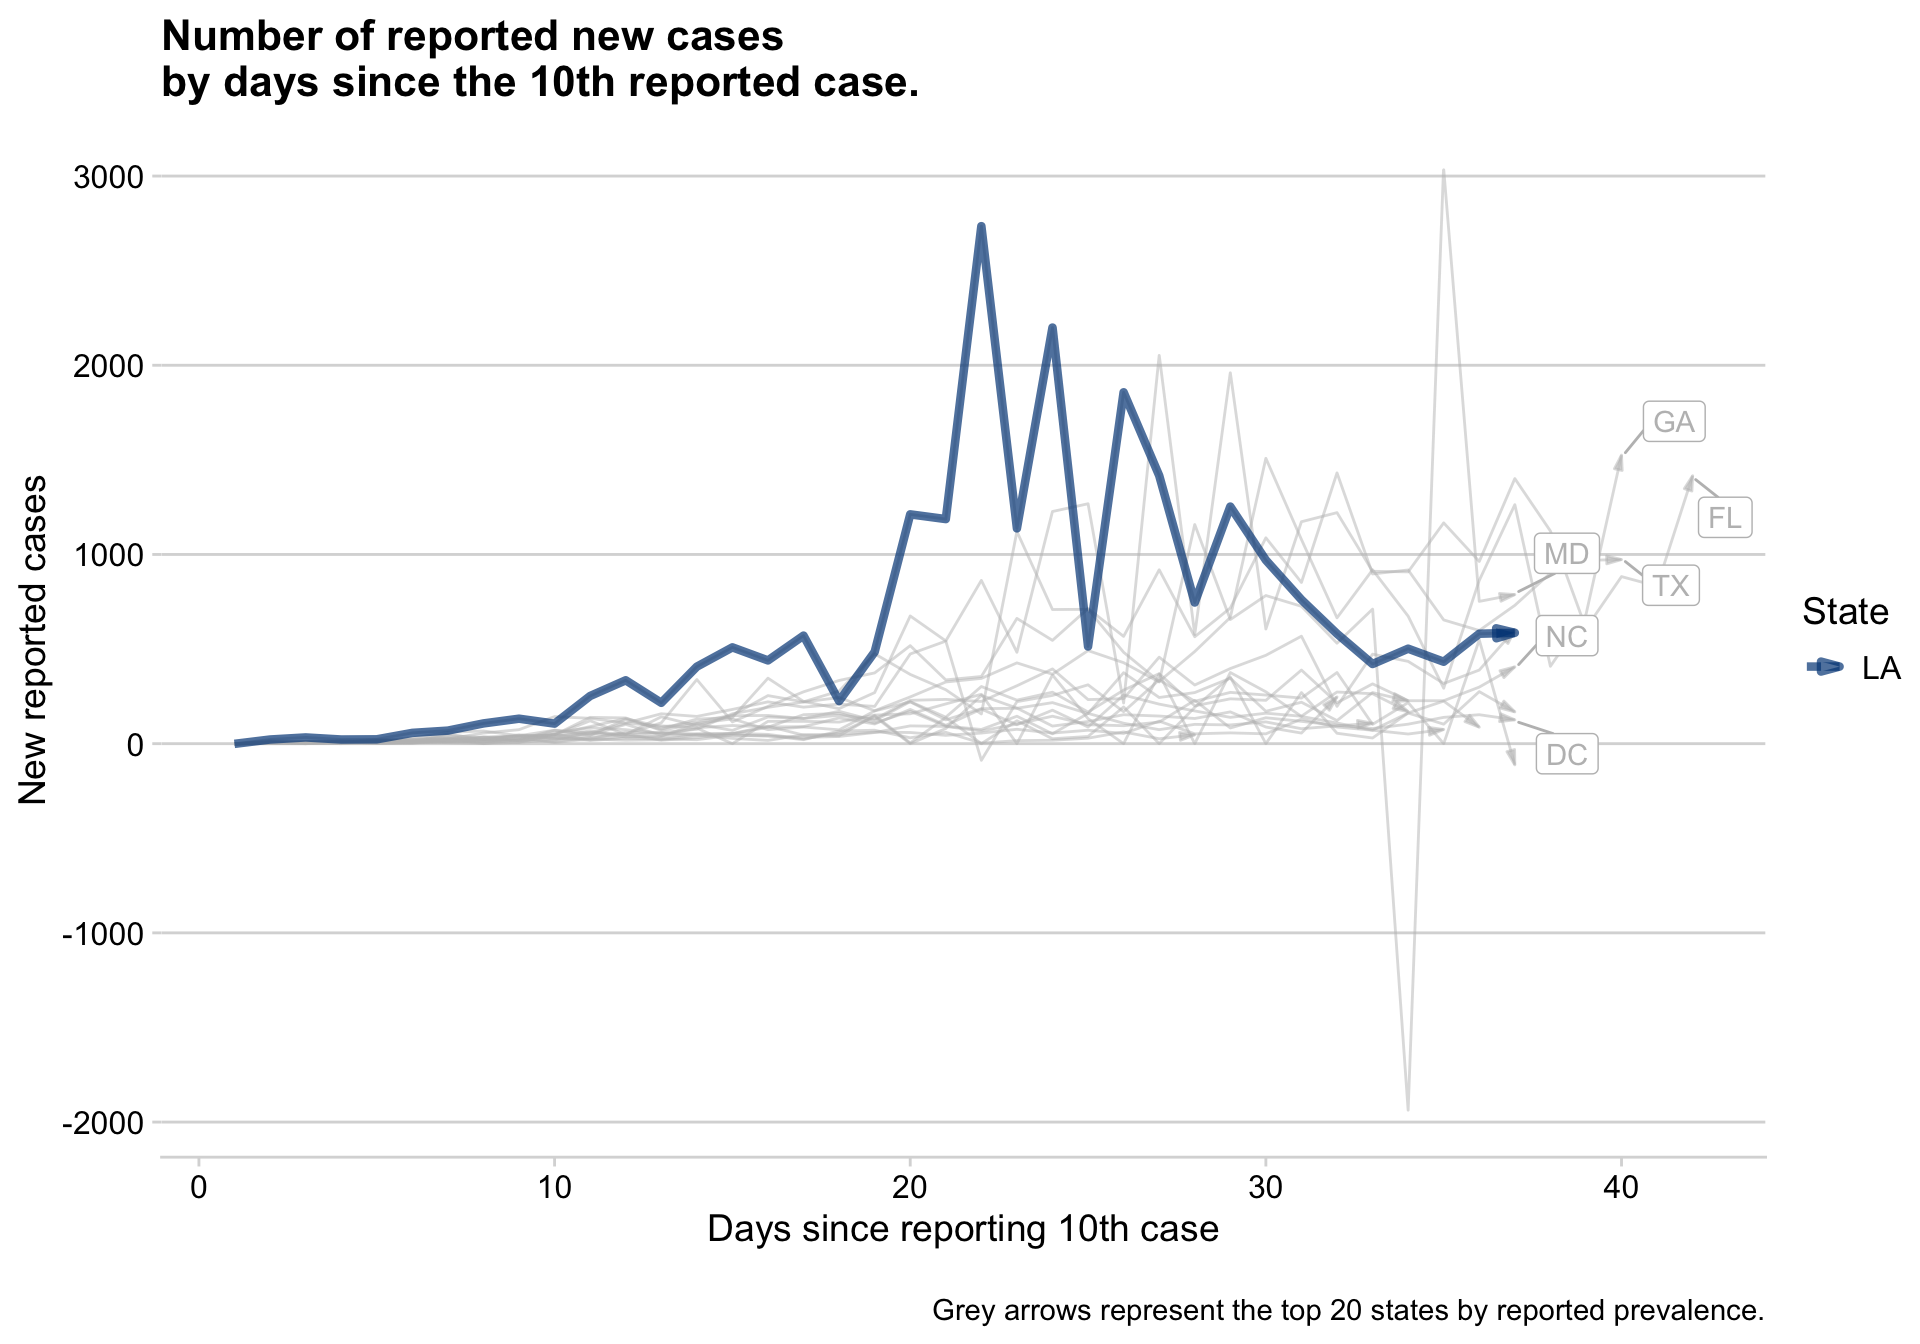 Number of reported new cases
by days since the 10th reported case.
3000
2000
1000
0
-1000
-2000
New reported cases
GA
FL
MD
TX
NC
DC
State
LA
0
10
20
30
40
Days since reporting 10th case
Grey arrows represent the top 20 states by reported prevalence.